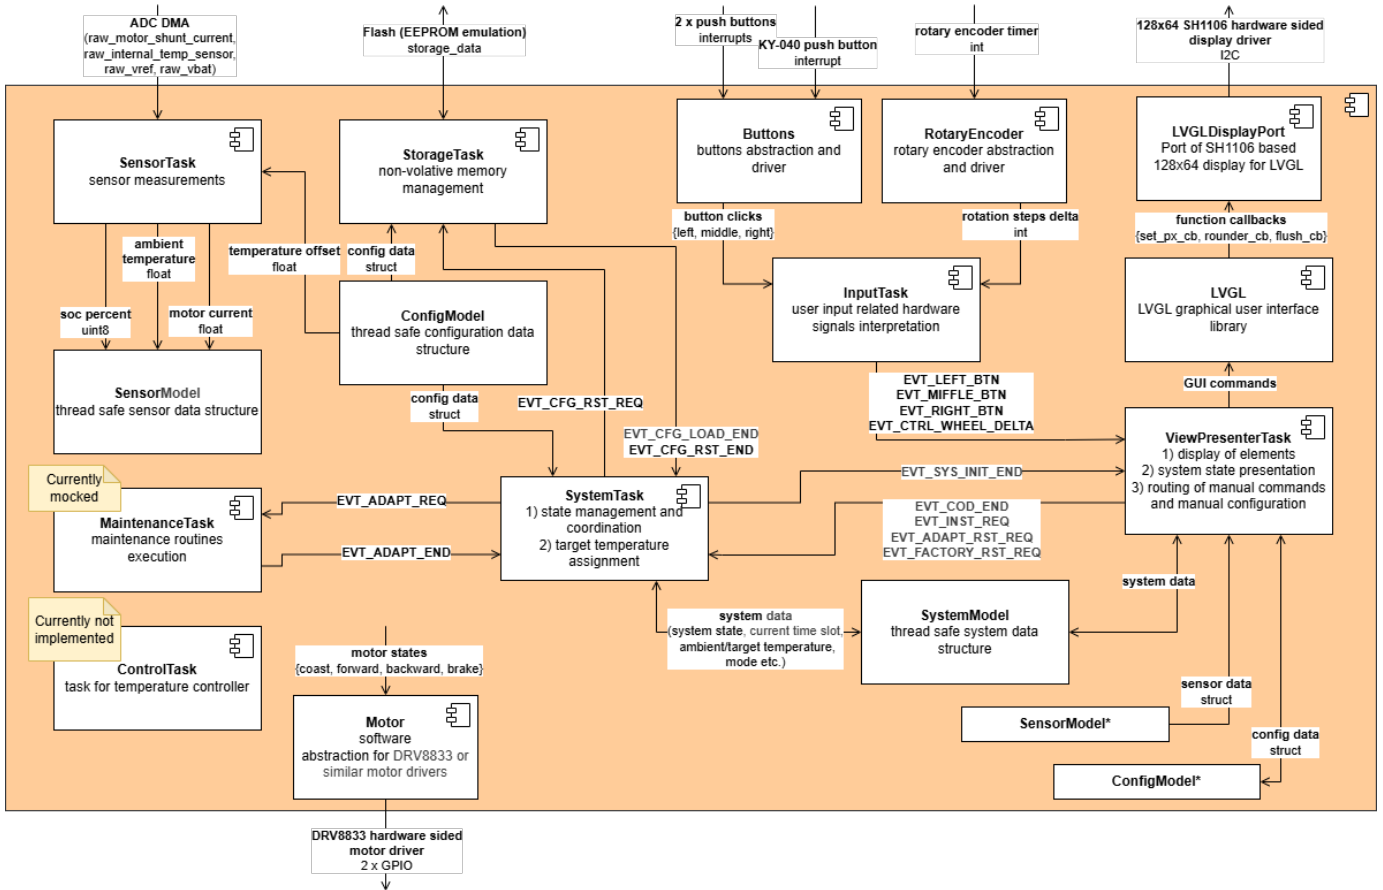 ADC DMA
(raw_motor_shunt_current,
raw_internal_temp_sensor,
raw_vref, raw_vbat)
Flash (EEPROM emulation)
storage_data
2 x push buttons
interrupts
KY-040 push button
interrupt
rotary encoder timer
int
128x64 SH1106 hardware sided
display driver
I2C
SensorTask
sensor measurements
StorageTask
non-volative memory
management
Buttons
buttons abstraction and
driver
RotaryEncoder
rotary encoder abstraction
and driver
LVGLDisplayPort
Port of SH1106 based
128x64 display for LVGL
button clicks
{left, middle, right}
rotation steps delta
int
function callbacks
{set_px_cb, rounder_cb, flush_cb}
ambient
temperature
float
temperature offset
float
config data
struct
soc percent
uint8
motor current
float
ConfigModel
thread safe configuration data
structure
InputTask
user input related hardware
signals interpretation
LVGL
LVGL graphical user interface
library
SensorModel
thread safe sensor data structure
config data
struct
EVT_CFG_RST_REQ
EVT_CFG_LOAD_END
EVT_CFG_RST_END
EVT_LEFT_BTN
EVT_MIFFLE_BTN
EVT_RIGHT_BTN
EVT_CTRL_WHEEL_DELTA
GUI commands
ViewPresenterTask
1) display of elements
2) system state presentation
3) routing of manual commands
and manual configuration
Currently
mocked
MaintenanceTask
maintenance routines
execution
EVT_ADAPT_REQ
EVT_ADAPT_END
SystemTask
1) state management and
coordination
2) target temperature
assignment
EVT_SYS_INIT_END
EVT_COD_END
EVT_INST_REQ
EVT_ADAPT_RST_REQ
EVT_FACTORY_RST_REQ
system data
Currently not
implemented
ControlTask
task for temperature controller
motor states
{coast, forward, backward, brake}
system data
(system state, current time slot,
ambient/target temperature,
mode etc.)
SystemModel
thread safe system data
structure
Motor
software
abstraction for DRV8833 or
similar motor drivers
sensor data
struct
SensorModel*
config data
struct
ConfigModel*
DRV8833 hardware sided
motor driver
2 x GPIO